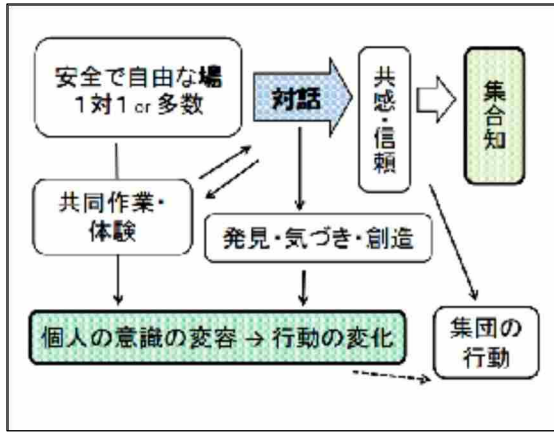 安全で自由な場
1対1 or 多数
対話
共感・信頼
集合知
共同作業・
体験
発見・気づき・創造
個人の意識の変容 → 行動の変化
集団の
行動